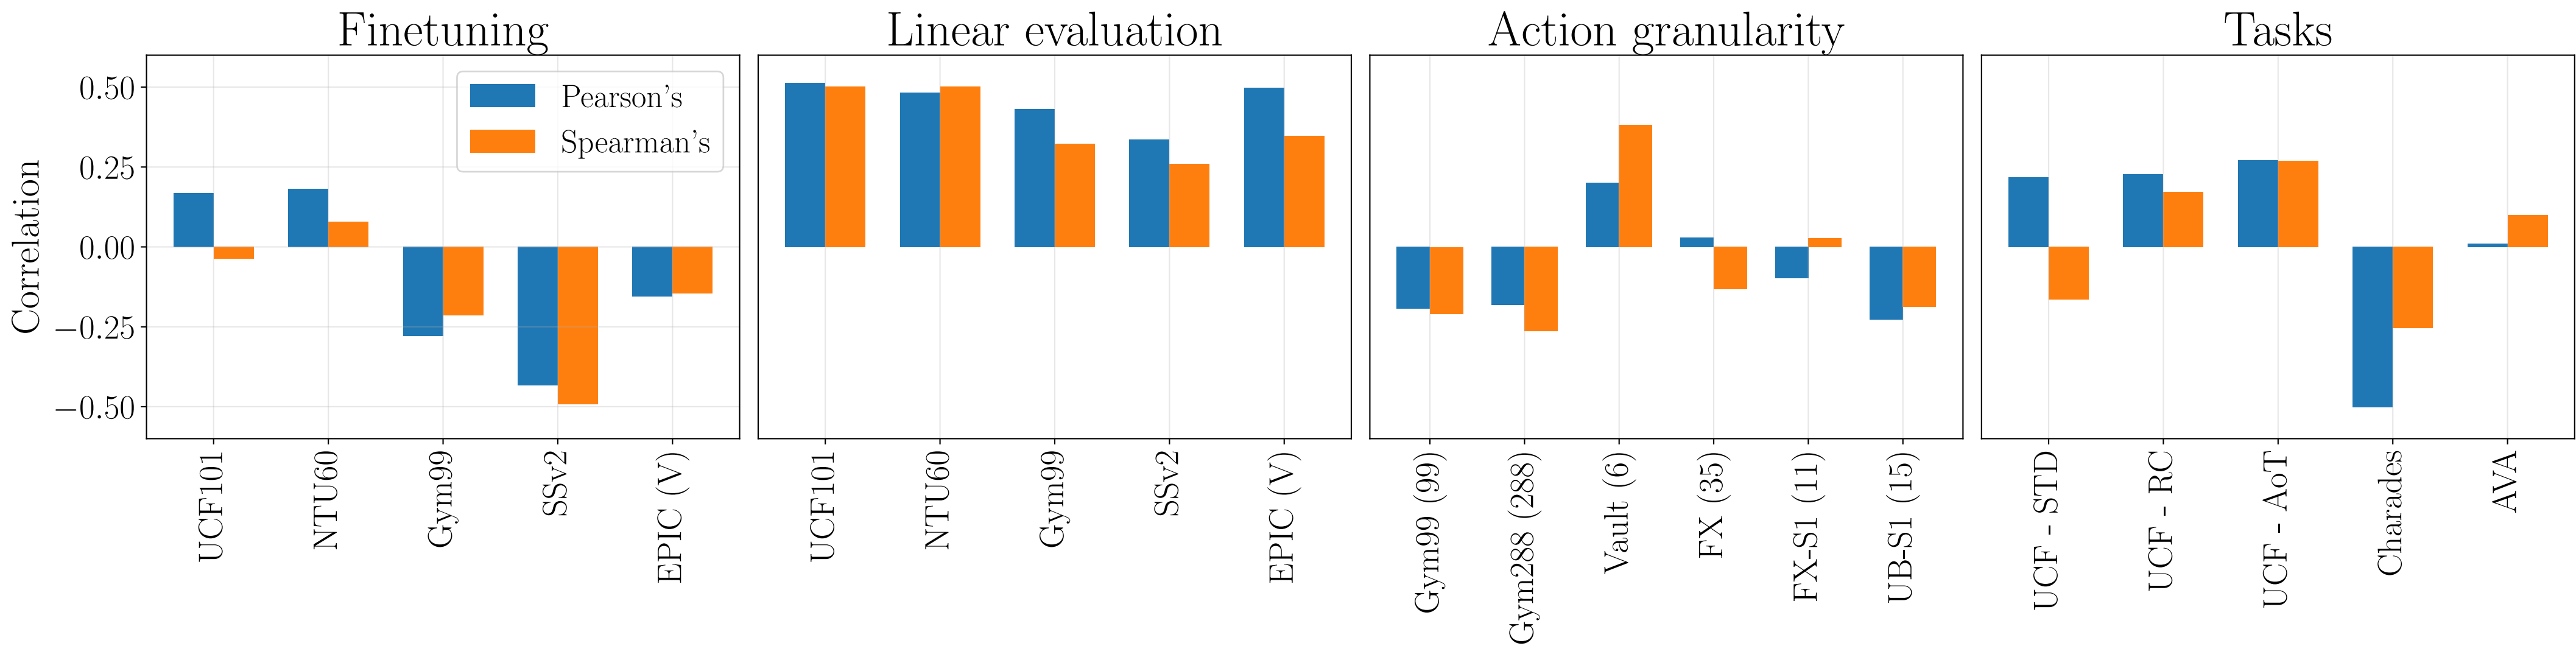 Finetuning
Linear evaluation
Action granularity
Tasks
Correlation
0.50
0.25
0.00
−0.25
−0.50
Pearson's
Spearman's
UCF101
NTU60
Gym99
SSv2
EPIC (V)
UCF101
NTU60
Gym99
SSv2
EPIC (V)
Gym99 (99)
Gym288 (288)
Vault (6)
FX (35)
FX-S1 (11)
UB-S1 (15)
UCF - STD
UCF - RC
UCF - AoT
Charades
AVA